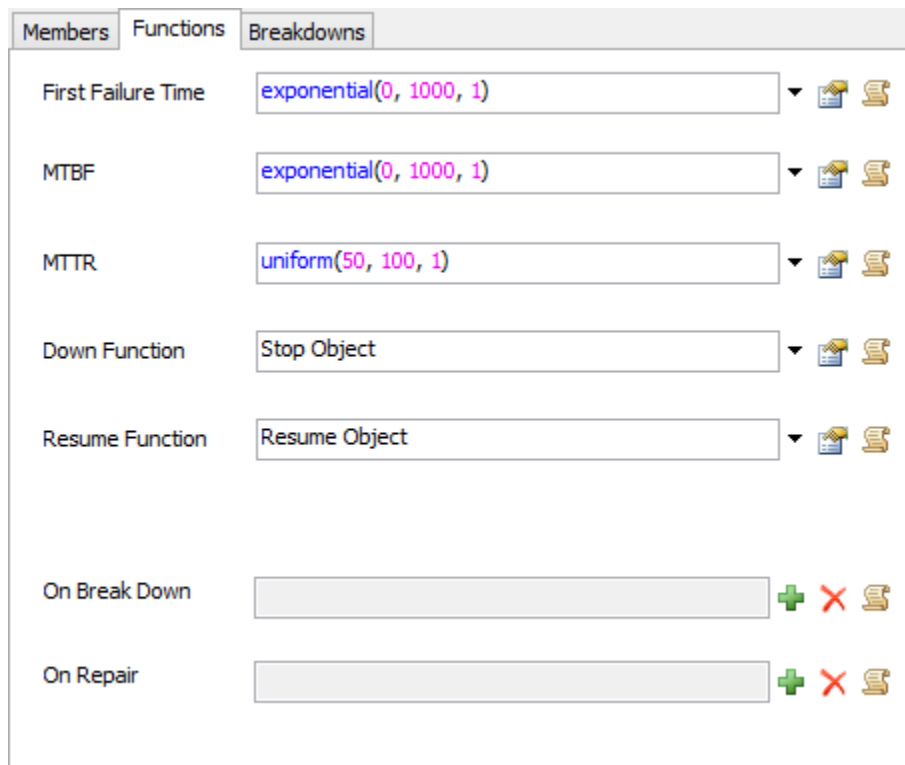 Members Functions Breakdowns
First Failure Time exponential(0, 1000, 1)
MTBF exponential(0, 1000, 1)
MTTR uniform(50, 100, 1)
Down Function Stop Object
Resume Function Resume Object
On Break Down
On Repair